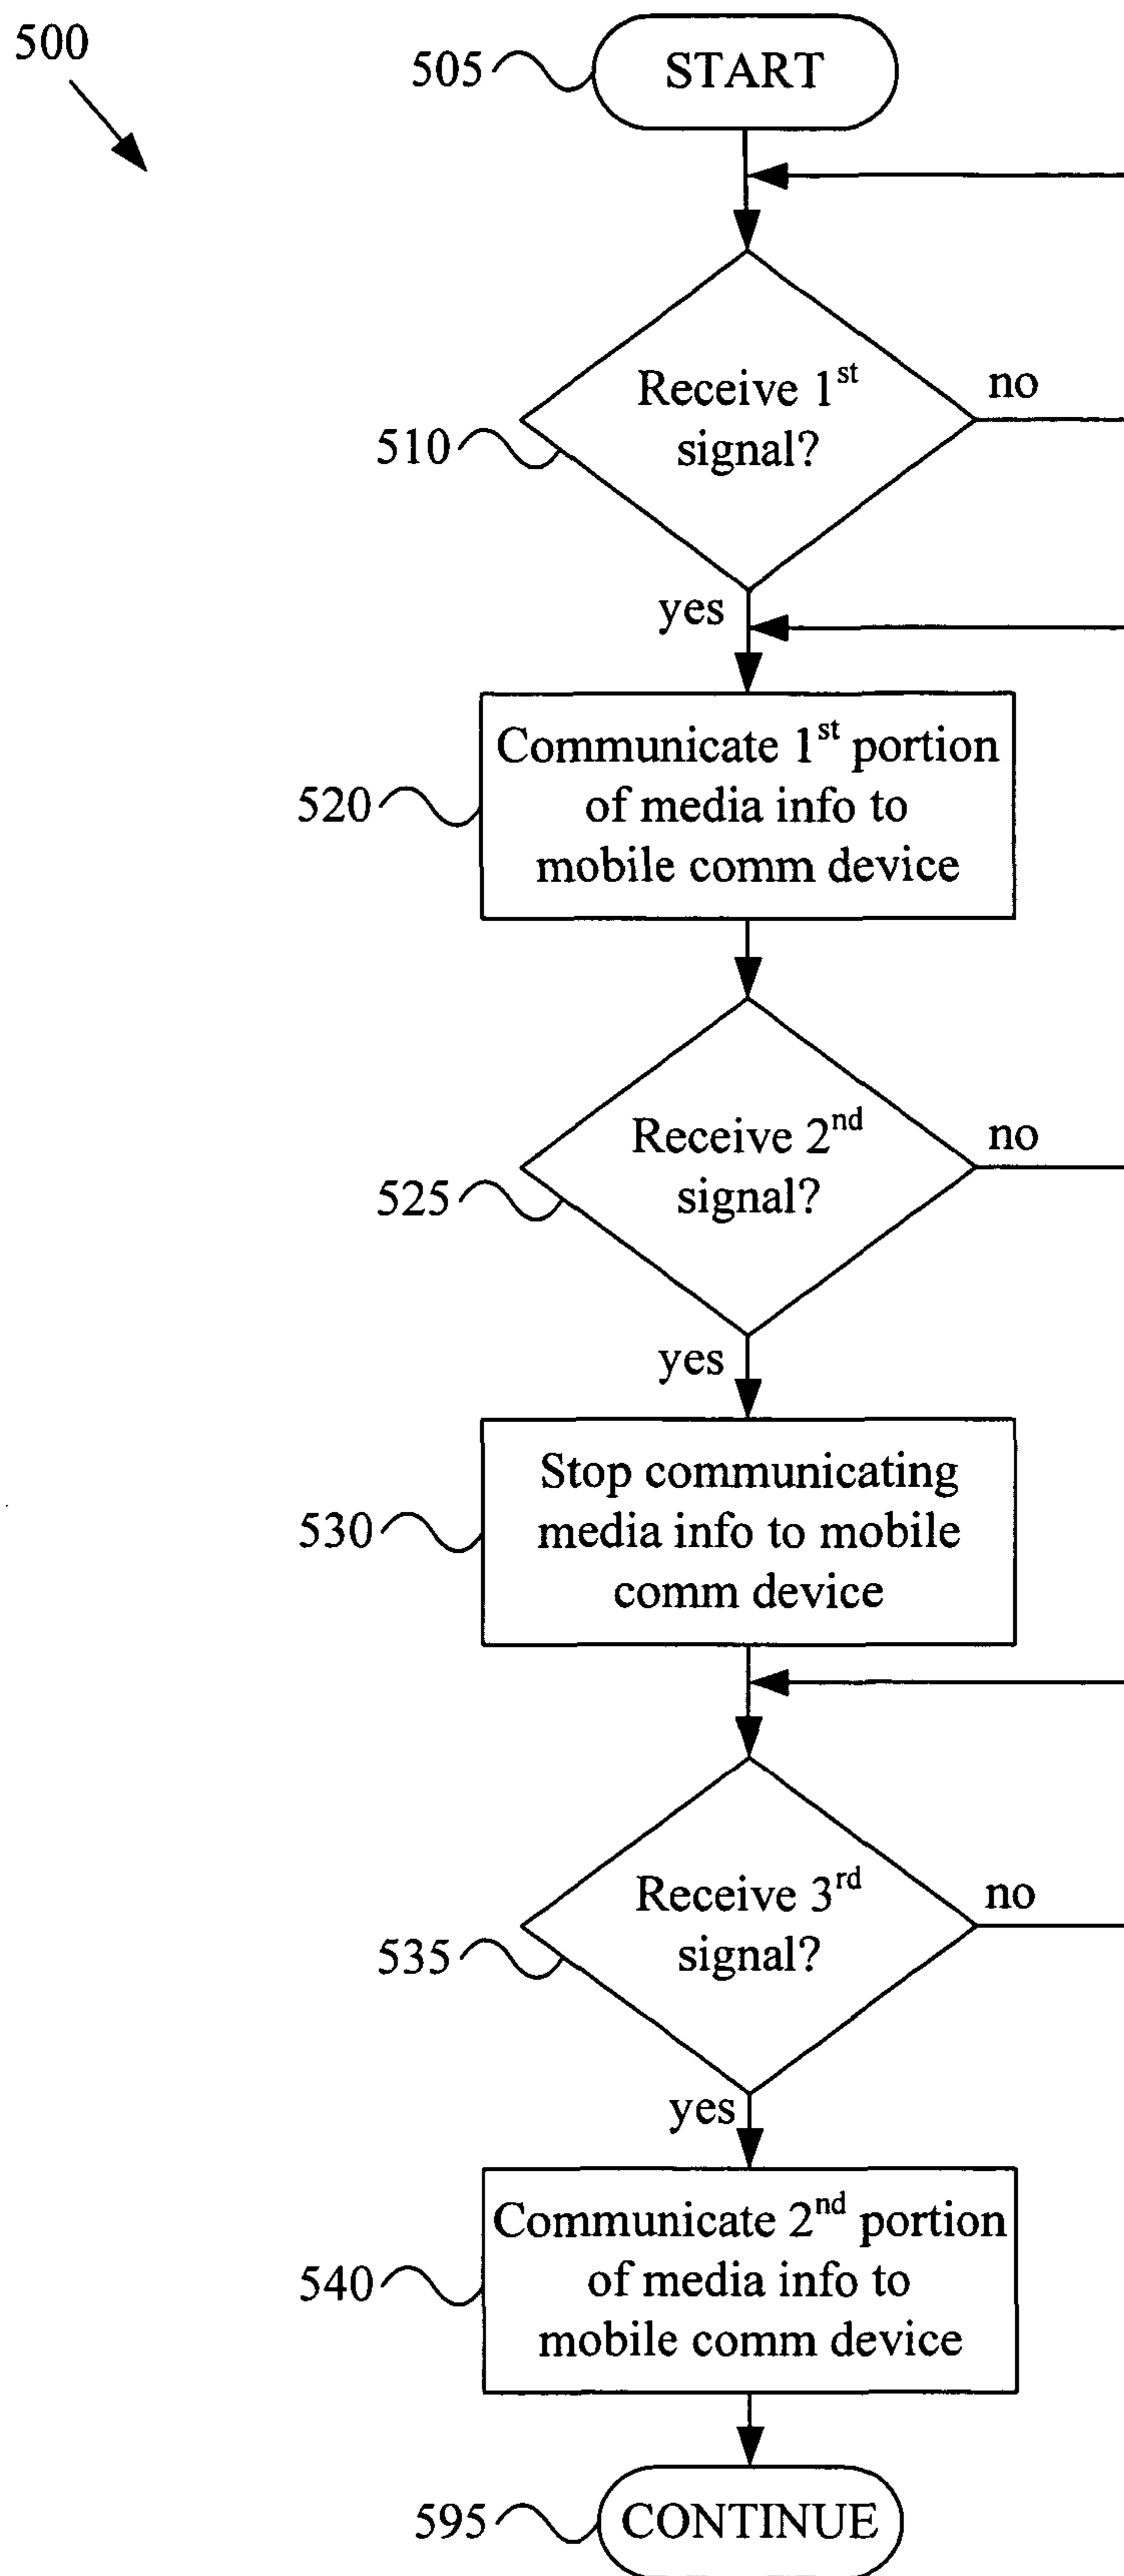 500
505
START
Receive 1st
signal?
no
510
yes
Communicate 1st portion
of media info to
mobile comm device
520
Receive 2nd
signal?
no
525
yes
Stop communicating
media info to mobile
comm device
530
Receive 3rd
signal?
no
535
yes
Communicate 2nd portion
of media info to
mobile comm device
540
595
CONTINUE